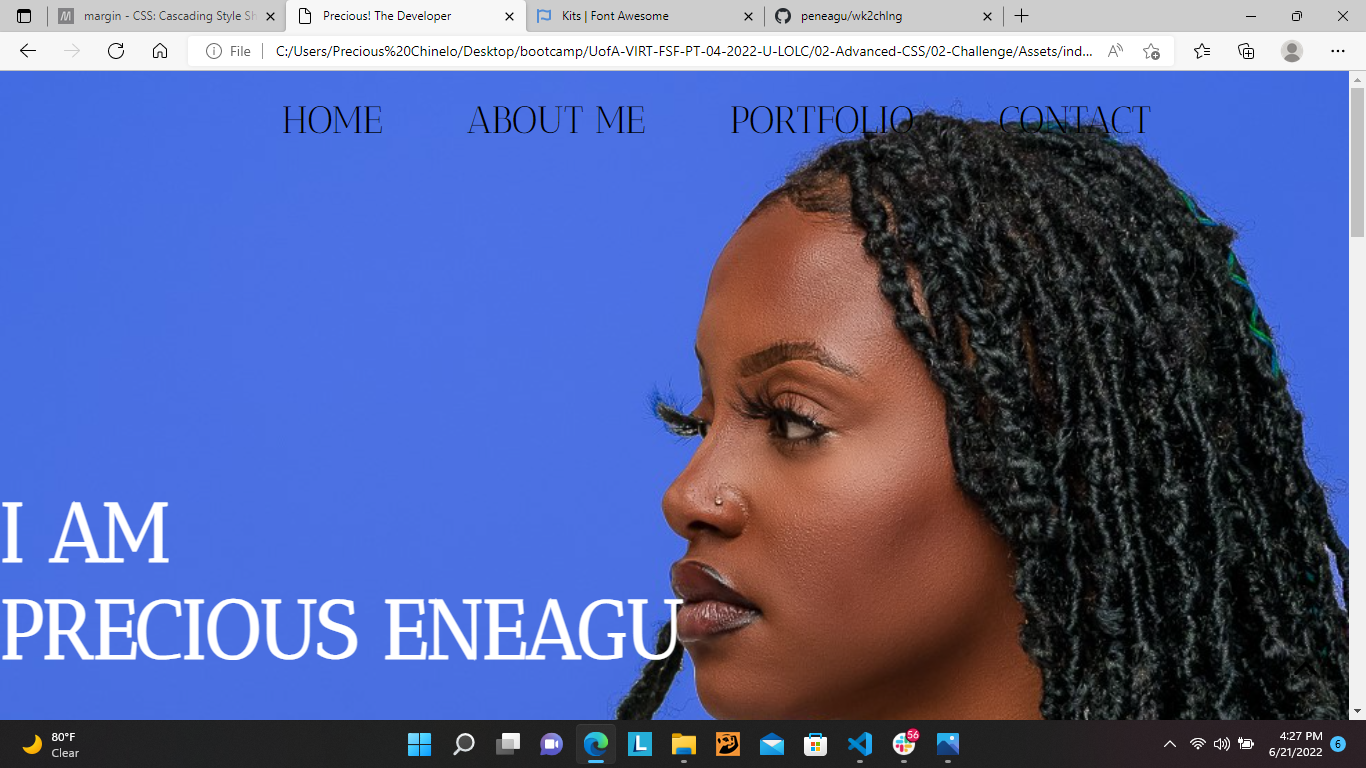 margin - CSS: Cascading Style Sh
Precious! The Developer
Kits | Font Awesome
peneagu/wk2chlng
File
C:/Users/Precious%20Chinelo/Desktop/bootcamp/UofA-VIRT-FSF-PT-04-2022-U-LOLC/02-Advanced-CSS/02-Challenge/Assets/ind...
HOME ABOUT ME PORTFOLIO CONTACT
I AM
PRECIOUS ENEAGU
80°F
Clear
L
56
4:27 PM
6/21/2022
6